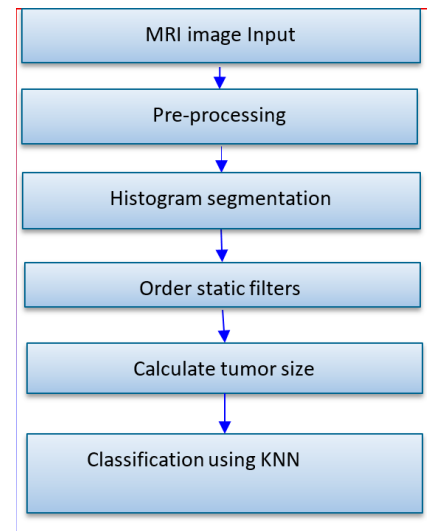 MRI image Input
Pre-processing
Histogram segmentation
Order static filters
Calculate tumor size
Classification using KNN